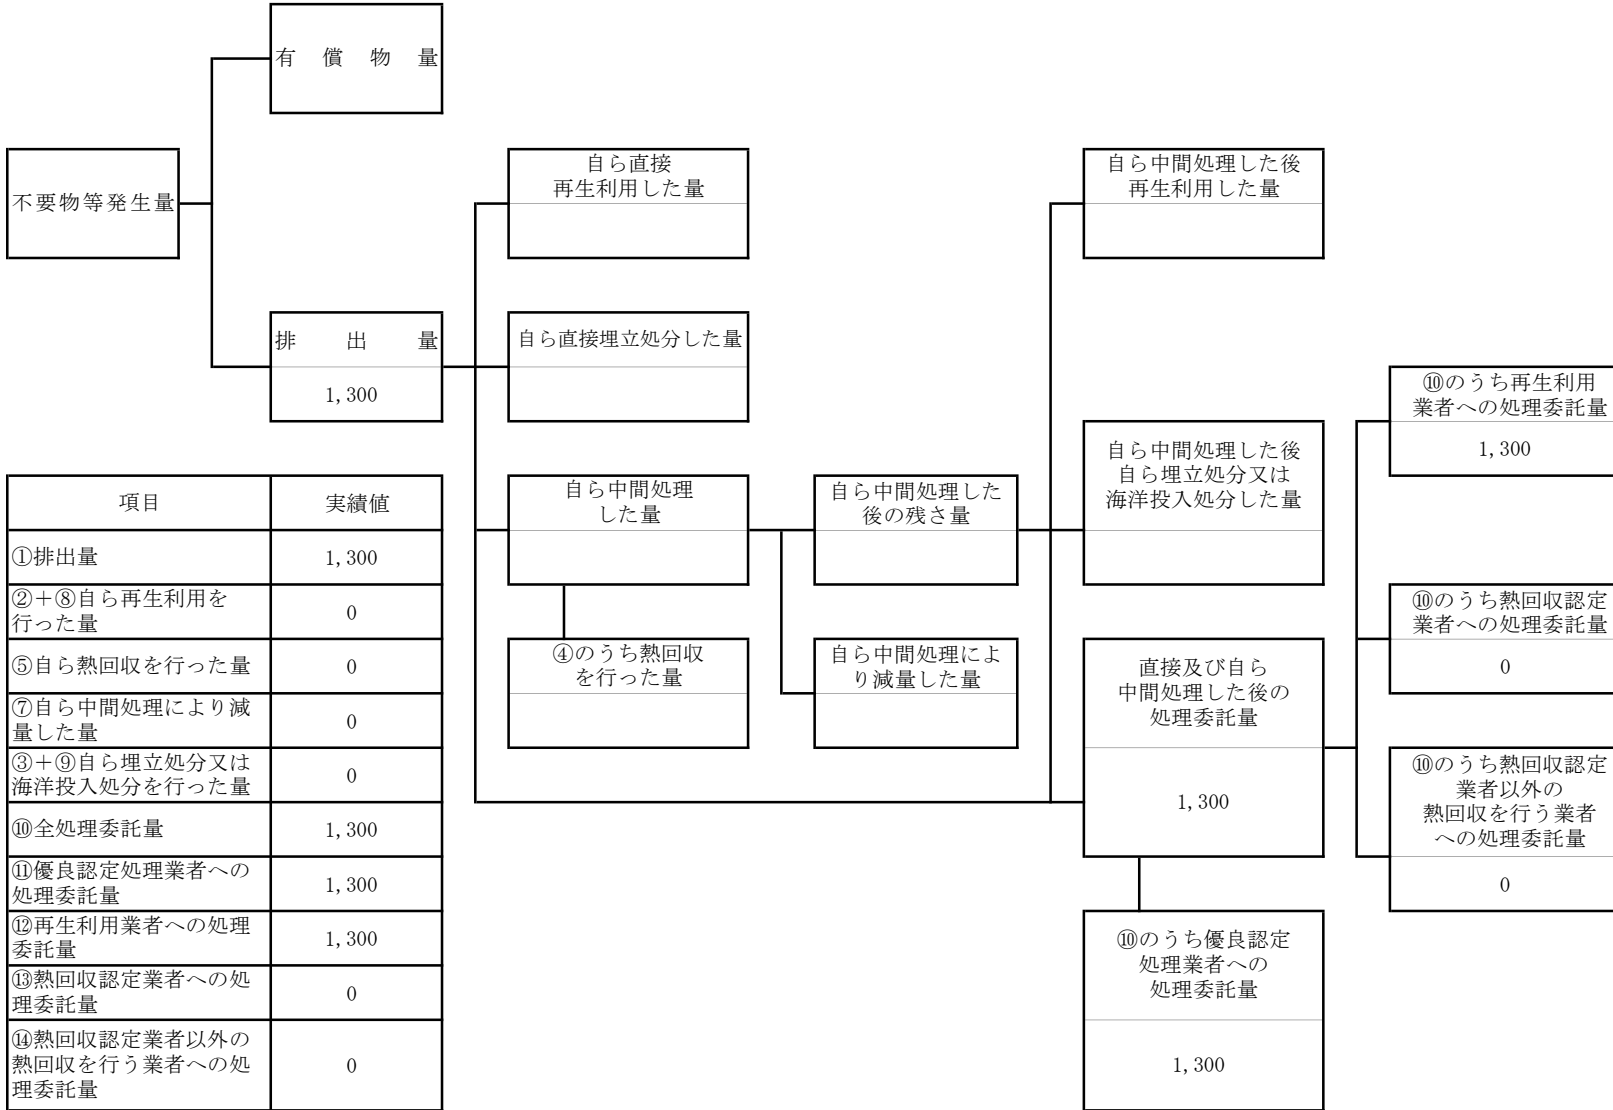 有償物量
不要物等発生量
排出量
1,300
自ら直接
再生利用した量
自ら直接埋立処分した量
自ら中間処理
した量
④のうち熱回収
を行った量
自ら中間処理した
後の残さ量
自ら中間処理によ
り減量した量
自ら中間処理した後
再生利用した量
自ら中間処理した後
自ら埋立処分又は
海洋投入処分した量
直接及び自ら
中間処理した後の
処理委託量
1,300
⑩のうち優良認定
処理業者への
処理委託量
1,300
⑩のうち再生利用
業者への処理委託量
1,300
⑩のうち熱回収認定
業者への処理委託量
0
⑩のうち熱回収認定
業者以外の
熱回収を行う業者
への処理委託量
0
項目 実績値
①排出量 1,300
②＋⑧自ら再生利用を
行った量 0
⑤自ら熱回収を行った量 0
⑦自ら中間処理により減
量した量 0
③＋⑨自ら埋立処分又は
海洋投入処分を行った量 0
⑩全処理委託量 1,300
⑪優良認定処理業者への
処理委託量 1,300
⑫再生利用業者への処理
委託量 1,300
⑬熱回収認定業者への処
理委託量 0
⑭熱回収認定業者以外の
熱回収を行う業者への処
理委託量 0